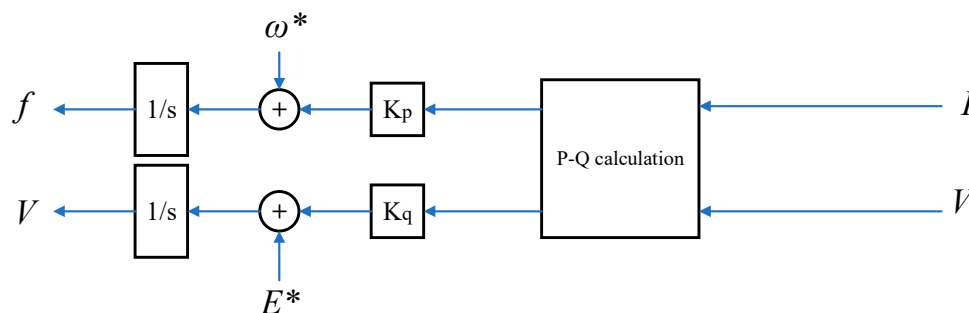 ω*
f
1/s
+
Kp
P-Q calculation
I
V
1/s
+
Kq
V
E*